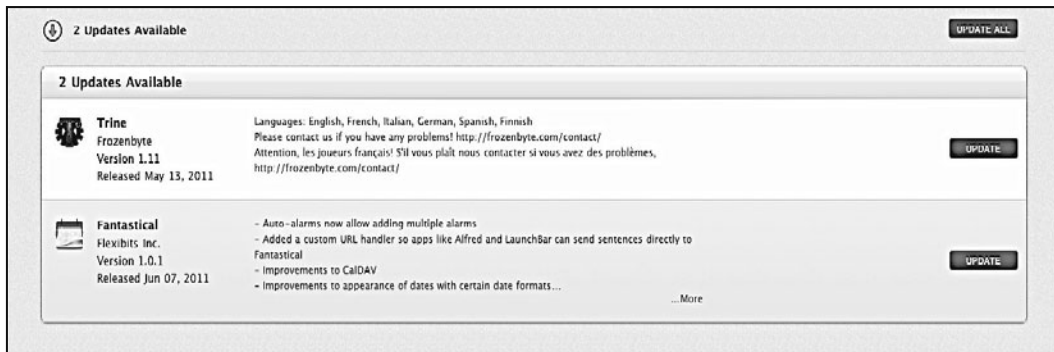 2 Updates Available
UPDATE ALL
2 Updates Available
Trine
Frozenbyte
Version 1.11
Released May 13, 2011
Languages: English, French, Italian, German, Spanish, Finnish
Please contact us if you have any problems! http://frozenbyte.com/contact/
Attention, les joueurs français! S'il vous plaît nous contacter si vous avez des problèmes,
http://frozenbyte.com/contact/
UPDATE
Fantastical
Flexibits Inc.
Version 1.0.1
Released Jun 07, 2011
- Auto-alarms now allow adding multiple alarms
- Added a custom URL handler so apps like Alfred and LaunchBar can send sentences directly to
Fantastical
- Improvements to CalDAV
- Improvements to appearance of dates with certain date formats...
...More
UPDATE